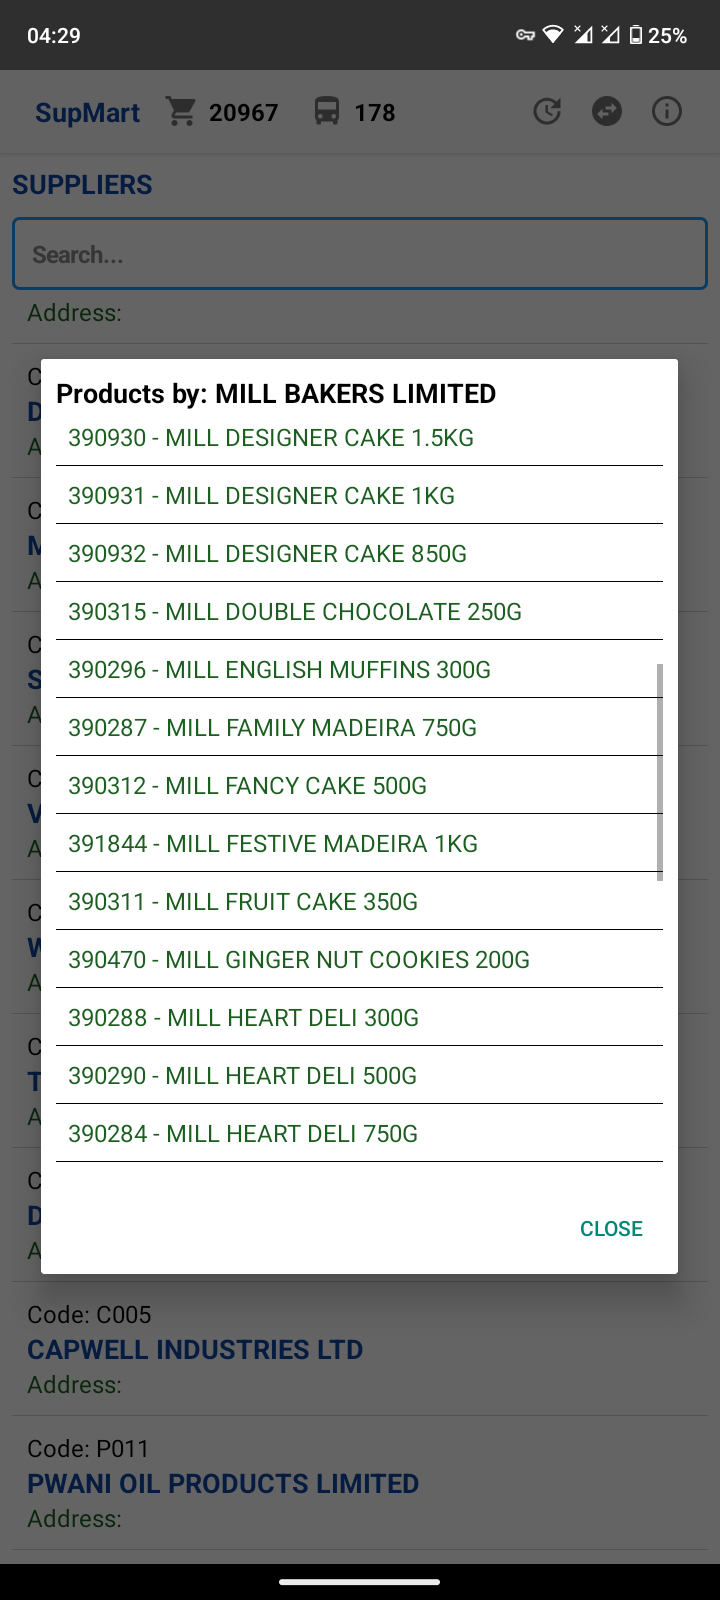 04:29
25%
SupMart 20967 178
SUPPLIERS
Search...
Address:
Products by: MILL BAKERS LIMITED
390930 - MILL DESIGNER CAKE 1.5KG
390931 - MILL DESIGNER CAKE 1KG
390932 - MILL DESIGNER CAKE 850G
390315 - MILL DOUBLE CHOCOLATE 250G
390296 - MILL ENGLISH MUFFINS 300G
390287 - MILL FAMILY MADEIRA 750G
390312 - MILL FANCY CAKE 500G
391844 - MILL FESTIVE MADEIRA 1KG
390311 - MILL FRUIT CAKE 350G
390470 - MILL GINGER NUT COOKIES 200G
390288 - MILL HEART DELI 300G
390290 - MILL HEART DELI 500G
390284 - MILL HEART DELI 750G
CLOSE
Code: C005
CAPWELL INDUSTRIES LTD
Address:
Code: P011
PWANI OIL PRODUCTS LIMITED
Address: